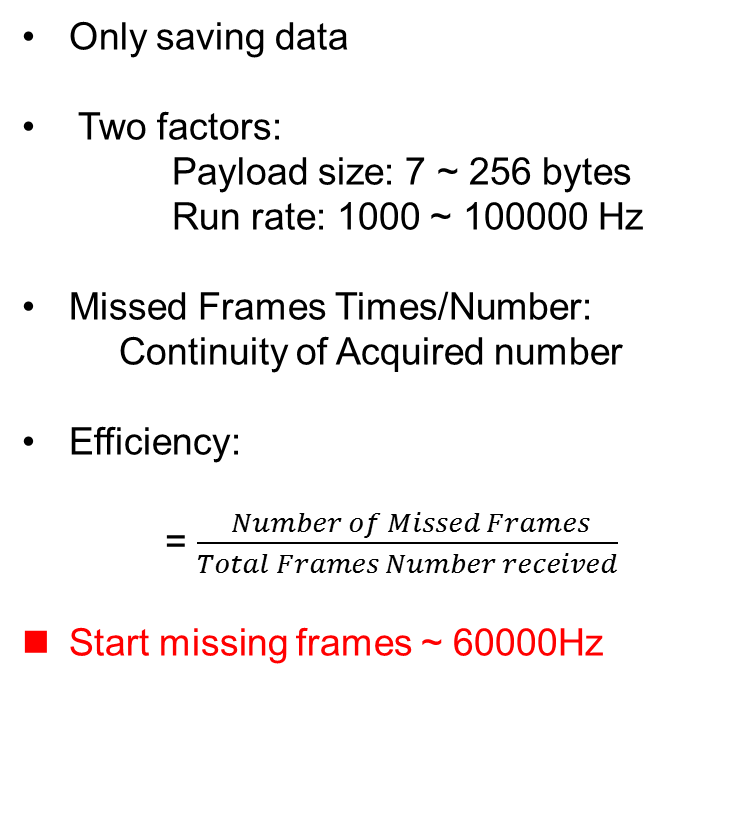 • Only saving data
• Two factors:
Payload size: 7 ~ 256 bytes
Run rate: 1000 ~ 100000 Hz
• Missed Frames Times/Number:
Continuity of Acquired number
• Efficiency:
= Number of Missed Frames
Total Frames Number received
■ Start missing frames ~ 60000Hz